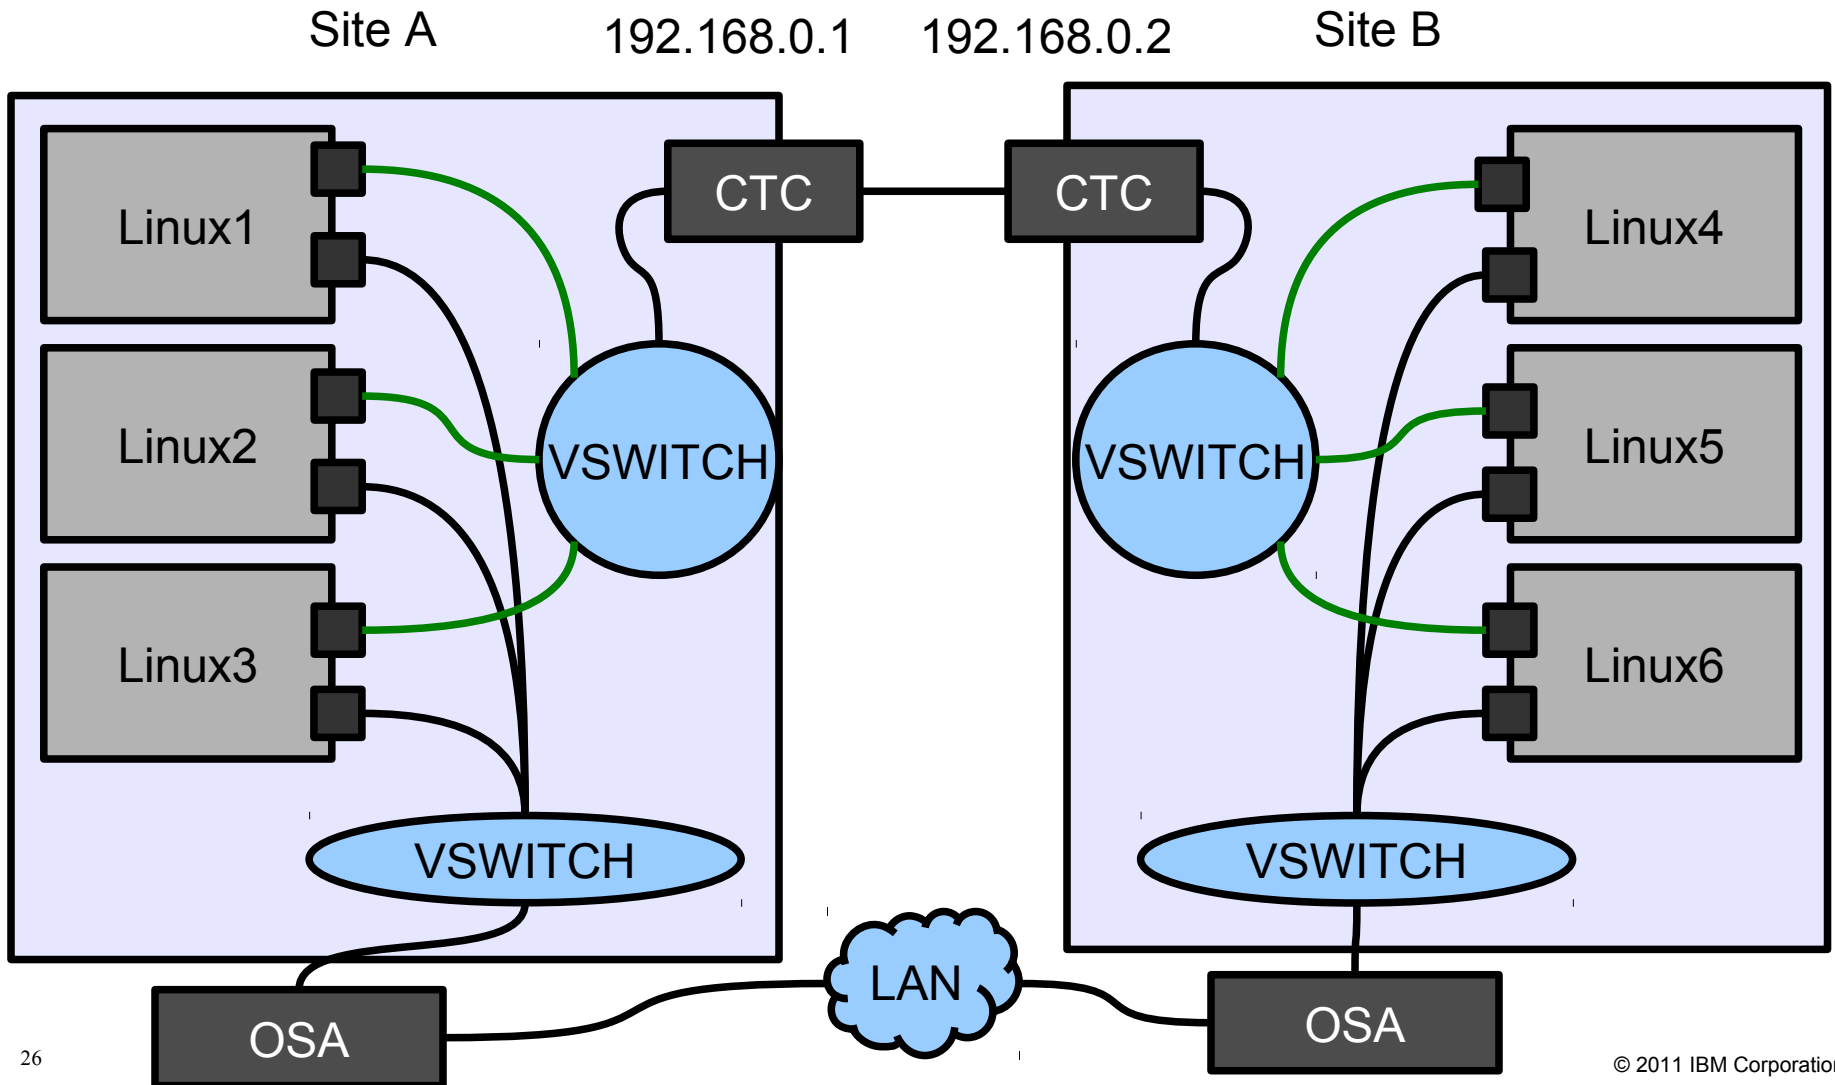 Site A
192.168.0.1
192.168.0.2
Site B
Linux1
CTC
CTC
Linux4
Linux2
VSWITCH
VSWITCH
Linux5
Linux3
Linux6
VSWITCH
VSWITCH
LAN
OSA
OSA
26
© 2011 IBM Corporation